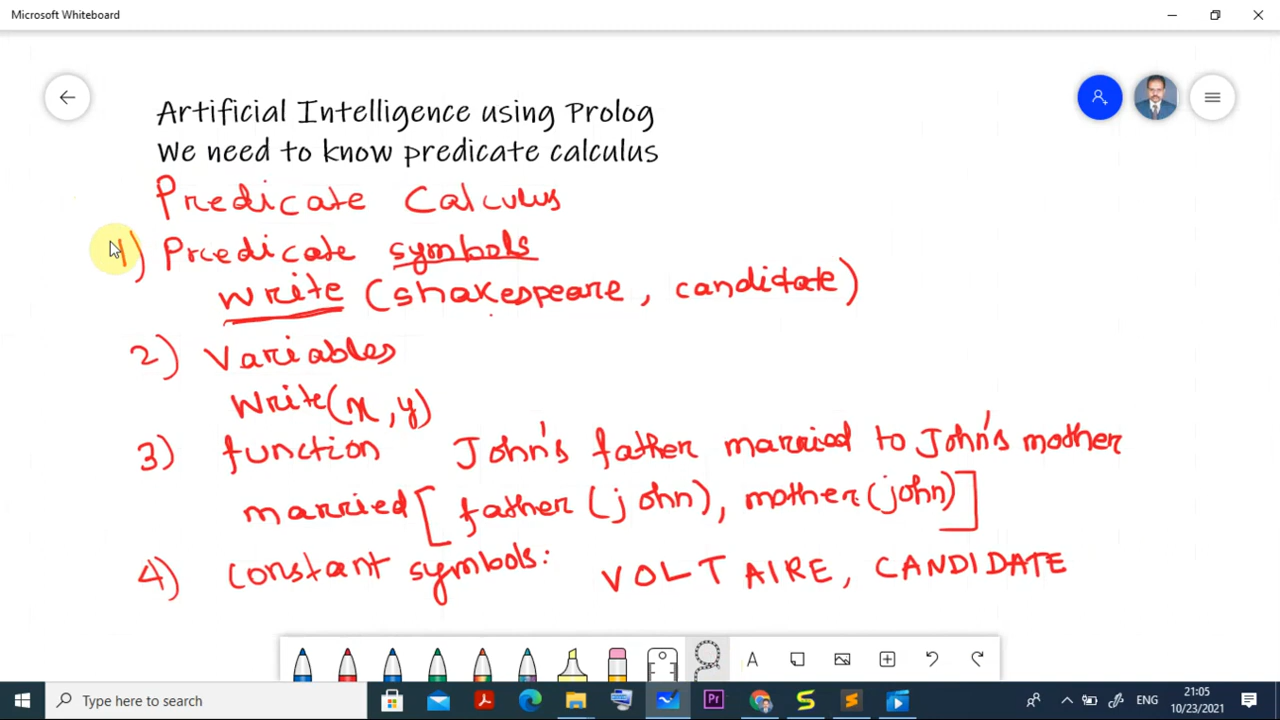 Microsoft Whiteboard
Artificial Intelligence using Prolog
We need to know predicate calculus
Predicate Calculus
1) Predicate symbols
Write (shakespeare, candidate)
2) Variables
Write(x, y)
3) function John's father married to John's mother
married[father(john), mother(john)]
4) constant symbols: VOLTAIRE, CANDIDATE
A
Type here to search
Pr
S
S
ENG
21:05
10/23/2021